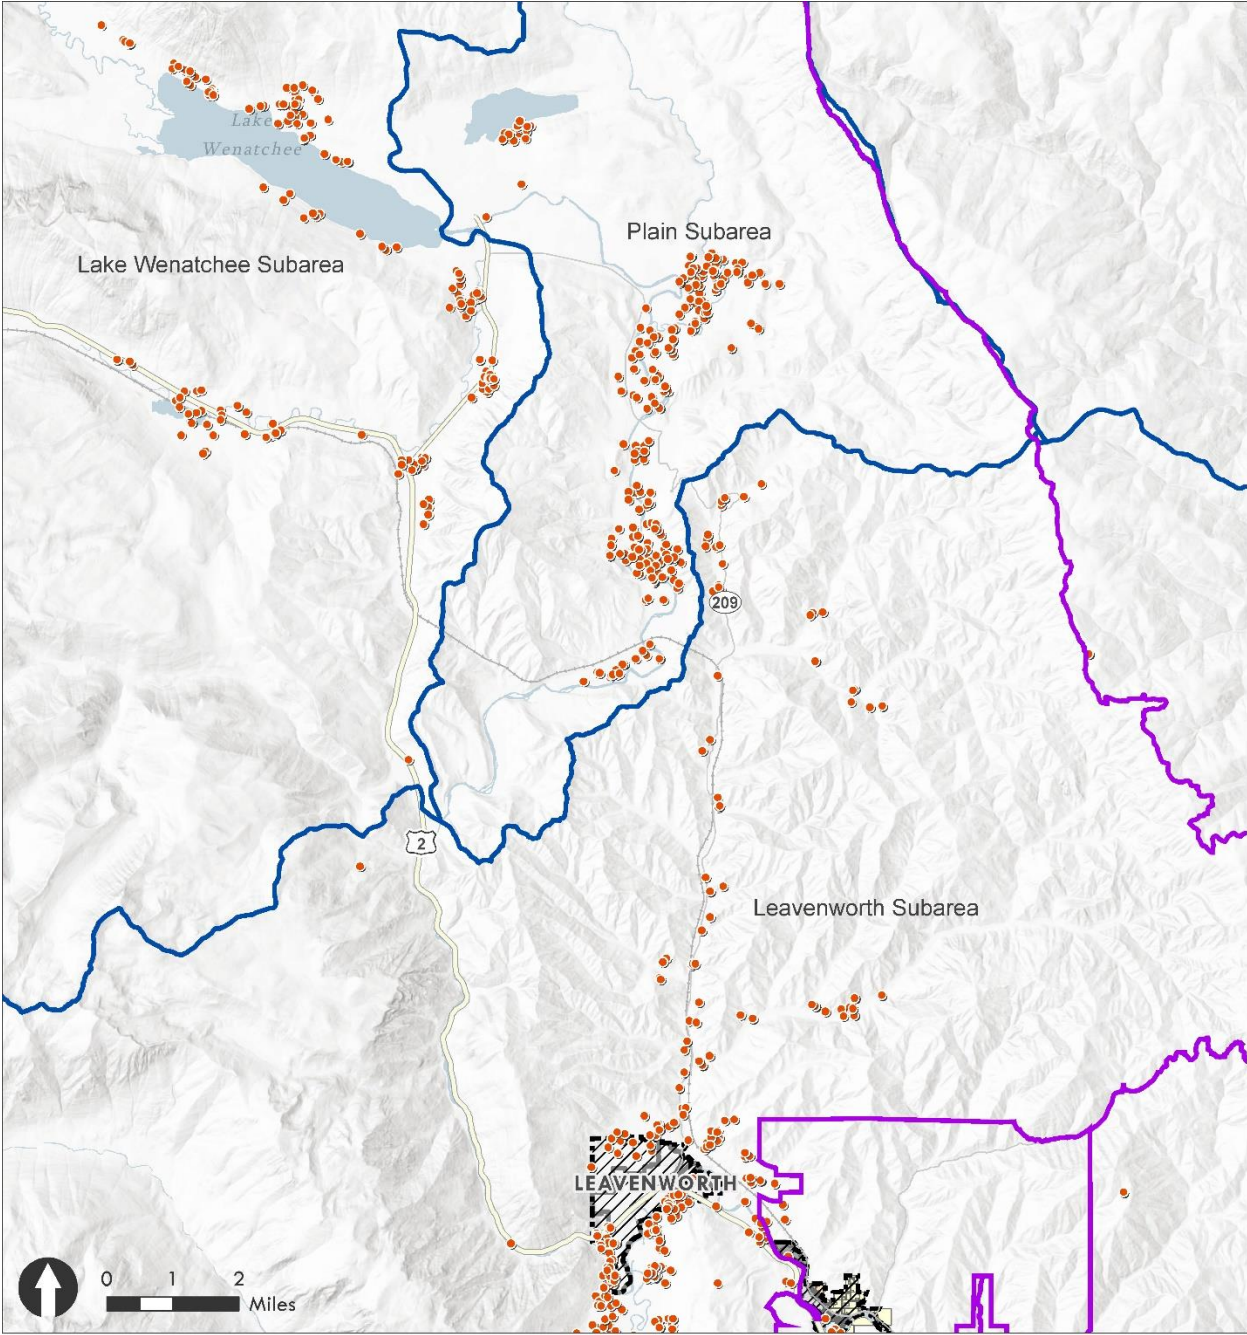 Lake
Wenatchee
Plain Subarea
Lake Wenatchee Subarea
209
2
Leavenworth Subarea
LEAVENWORTH
0 1 2
Miles